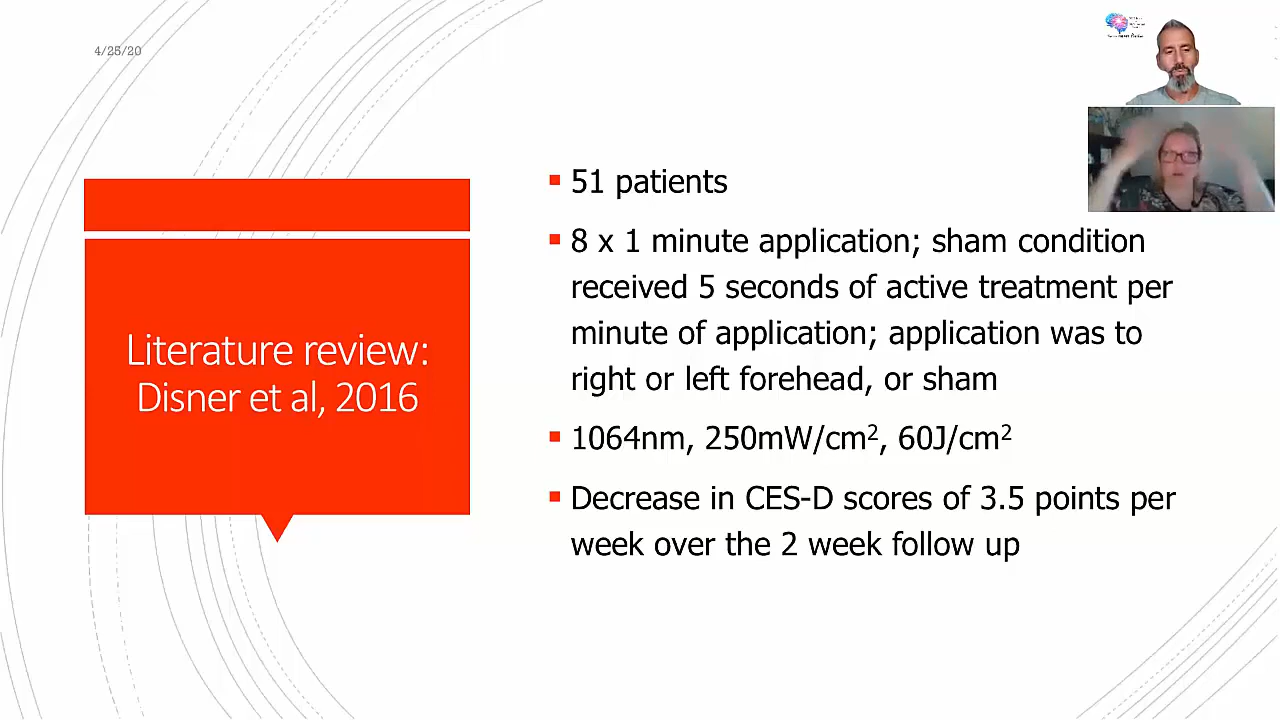 4/25/20
Literature review:
Disner et al, 2016
51 patients
8 x 1 minute application; sham condition
received 5 seconds of active treatment per
minute of application; application was to
right or left forehead, or sham
1064nm, 250mW/cm², 60J/cm²
Decrease in CES-D scores of 3.5 points per
week over the 2 week follow up